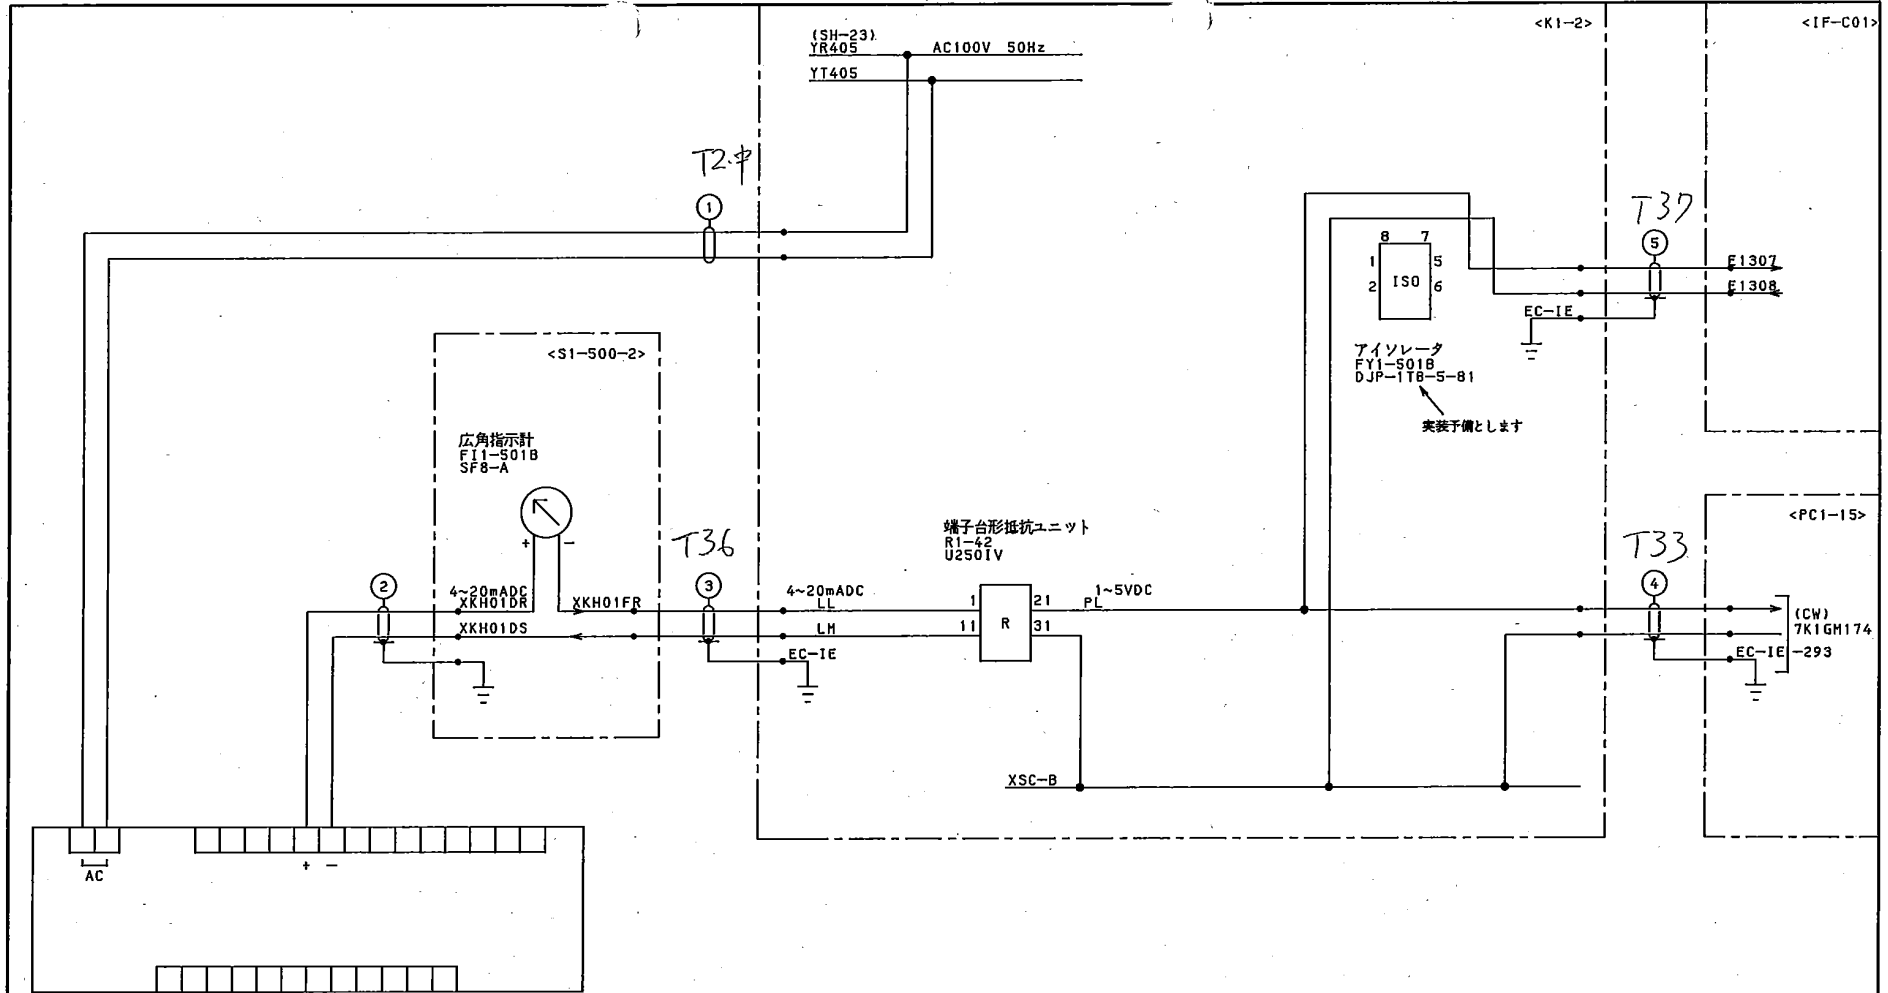 <K1-2>
<IF-C01>
(SH-23)
YR405 AC100V 50Hz
YT405
T2中
1
T37
5
8 7
1 5
2 6
ISO
E1307
E1308
EC-IE
アイソレータ
FY1-501B
DJP-1TB-5-81
実装予備とします
<S1-500-2>
広角指示計
FI1-501B
SF8-A
+ −
2
4~20mADC
XKH01DR
XKH01FR
XKH01DS
T36
3
4~20mADC
LL
LM
EC-IE
端子台形抵抗ユニット
R1-42
U250IV
1 21
11 31
R
1~5VDC
PL
XSC-B
<PC1-15>
T33
4
(CW)
7K1GM174
EC-IE -293
+ −
AC